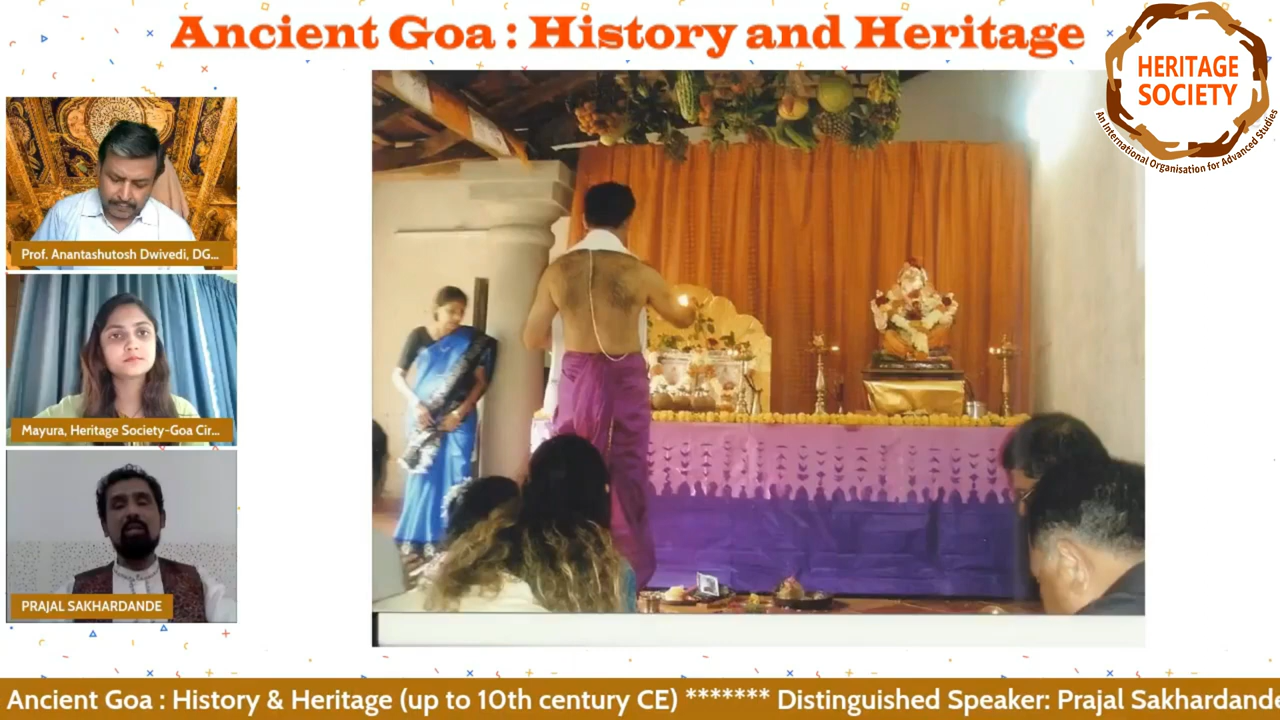 Ancient Goa : History and Heritage
HERITAGE
SOCIETY
An International Organisation for Advanced Studies
Prof. Anantashutosh Dwivedi, DG...
Mayura, Heritage Society-Goa Cir...
PRAJAL SAKHARDANDE
Ancient Goa : History & Heritage (up to 10th century CE) ******* Distinguished Speaker: Prajal Sakhardande